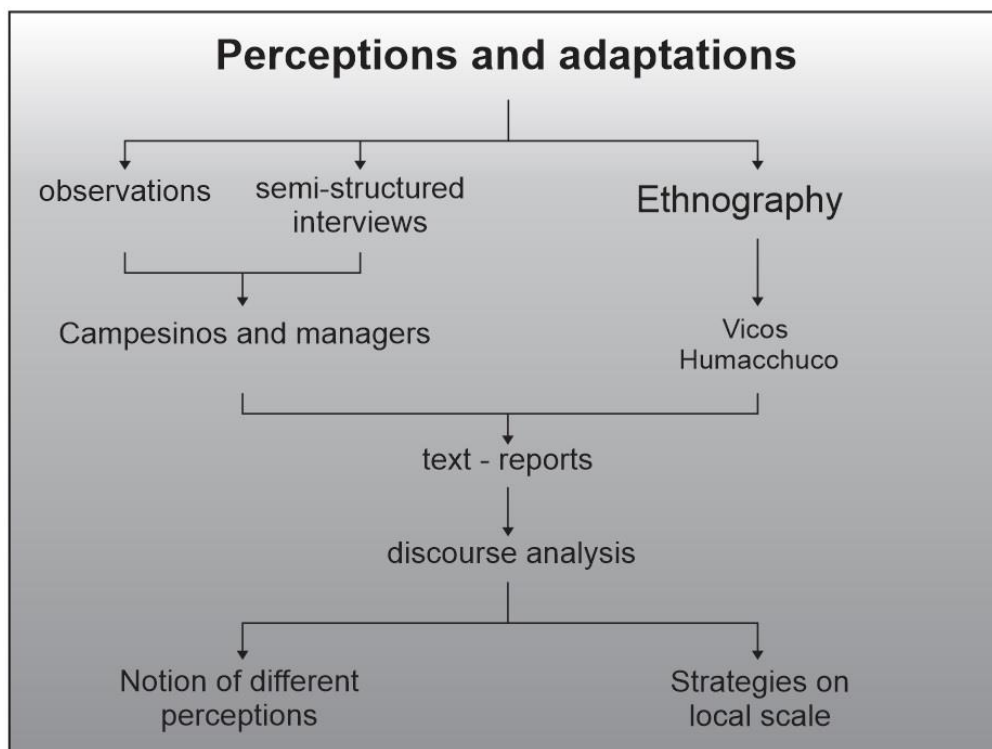 Perceptions and adaptations
observations
semi-structured
interviews
Ethnography
Campesinos and managers
Vicos
Humacchuco
text - reports
discourse analysis
Notion of different
perceptions
Strategies on
local scale